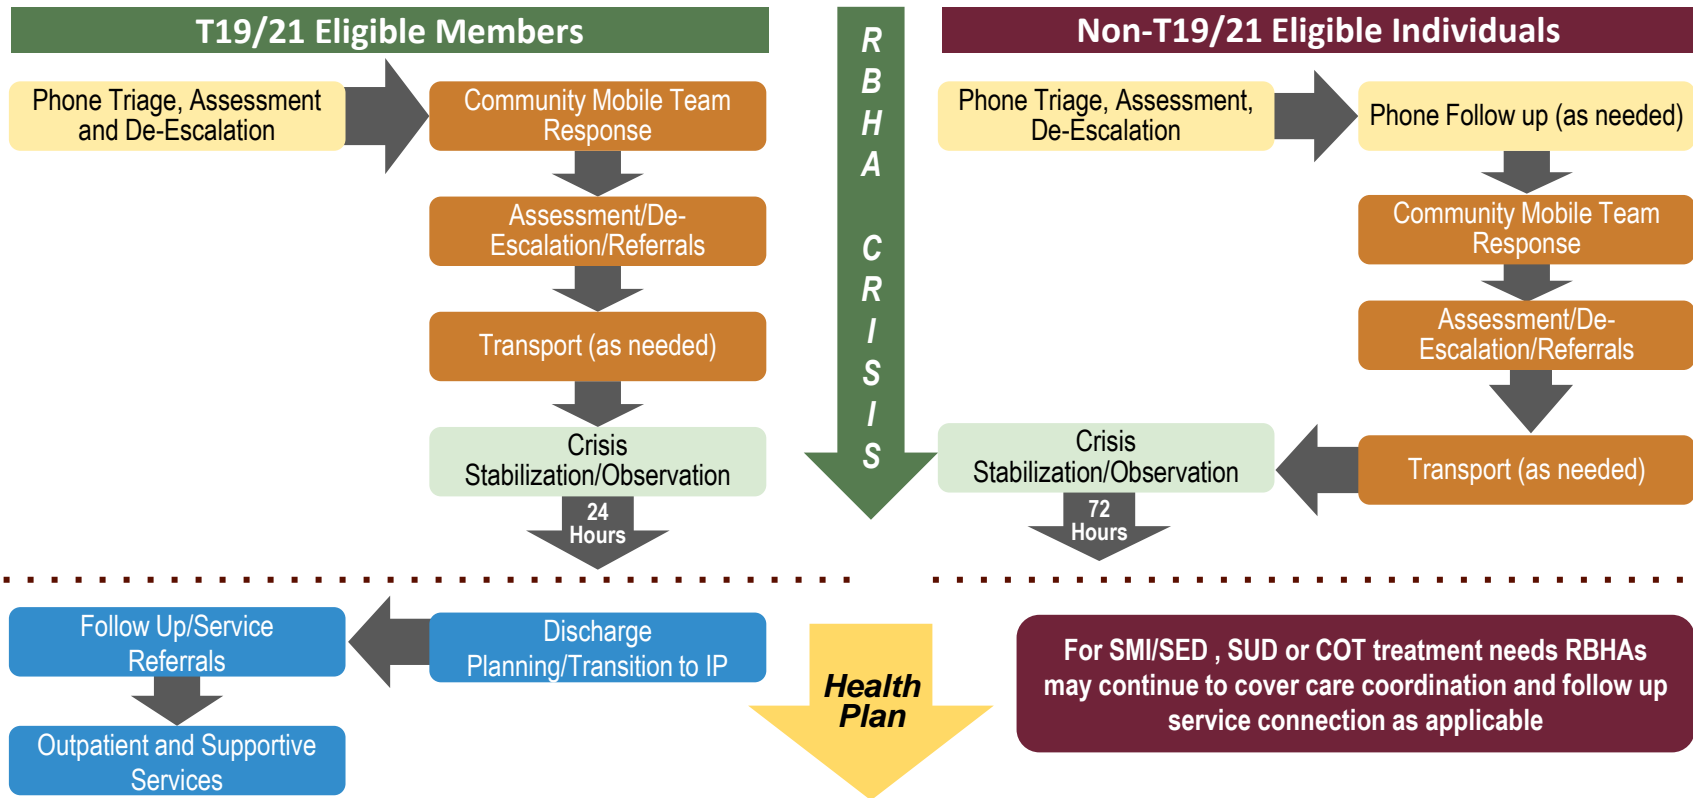 T19/21 Eligible Members
Phone Triage, Assessment
and De-Escalation
Community Mobile Team
Response
Assessment/De-
Escalation/Referrals
Transport (as needed)
Crisis
Stabilization/Observation
24
Hours
RBHA CRISIS
Non-T19/21 Eligible Individuals
Phone Triage, Assessment,
De-Escalation
Phone Follow up (as needed)
Community Mobile Team
Response
Assessment/De-
Escalation/Referrals
Transport (as needed)
Crisis
Stabilization/Observation
72
Hours
Discharge
Planning/Transition to IP
Follow Up/Service
Referrals
Outpatient and Supportive
Services
Health
Plan
For SMI/SED , SUD or COT treatment needs RBHAs
may continue to cover care coordination and follow up
service connection as applicable